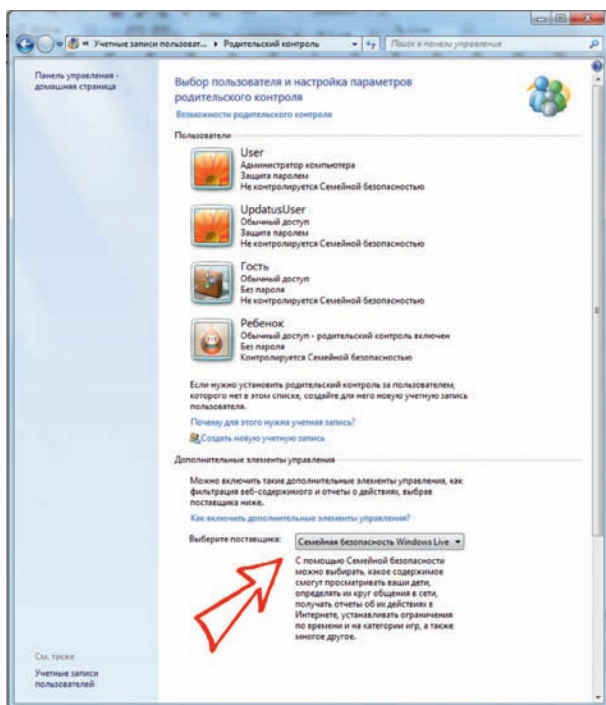 « Учетные записи пользоват... ▸ Родительский контроль
Поиск в панели управления
Панель управления -
домашняя страница
Выбор пользователя и настройка параметров
родительского контроля
Возможности родительского контроля
Пользователи
User
Администратор компьютера
Защита паролем
Не контролируется Семейной безопасностью
UpdatusUser
Обычный доступ
Защита паролем
Не контролируется Семейной безопасностью
Гость
Обычный доступ
Без пароля
Не контролируется Семейной безопасностью
Ребенок
Обычный доступ - родительский контроль включен
Без пароля
Контролируется Семейной безопасностью
Если нужно установить родительский контроль за пользователем,
которого нет в этом списке, создайте для него новую учетную запись
пользователя.
Почему для этого нужна учетная запись?
Создать новую учетную запись
Дополнительные элементы управления
Можно включить такие дополнительные элементы управления, как
фильтрация веб-содержимого и отчеты о действиях, выбрав
поставщика ниже.
Как включить дополнительные элементы управления?
Выберите поставщика:
Семейная безопасность Windows Live
С помощью Семейной безопасности
можно выбирать, какое содержимое
смогут просматривать ваши дети,
определять их круг общения в сети,
получать отчеты об их действиях в
Интернете, устанавливать ограничения
по времени и на категории игр, а также
многое другое.
См. также
Учетные записи
пользователей